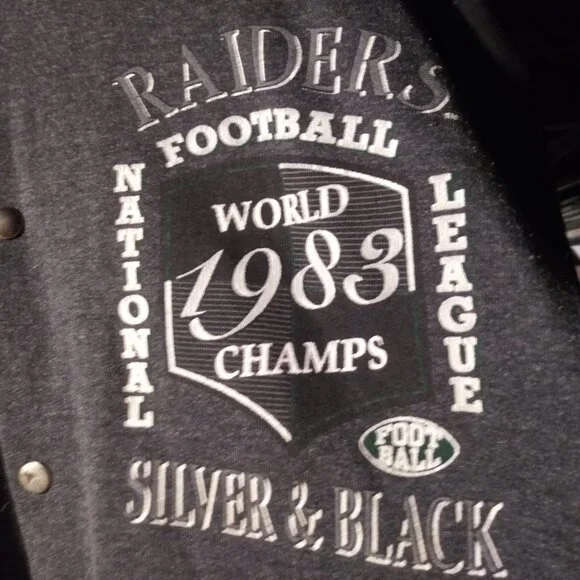 RAIDERS
FOOTBALL
NATIONAL
LEAGUE
WORLD
1983
CHAMPS
FOOT
BALL
SILVER & BLACK